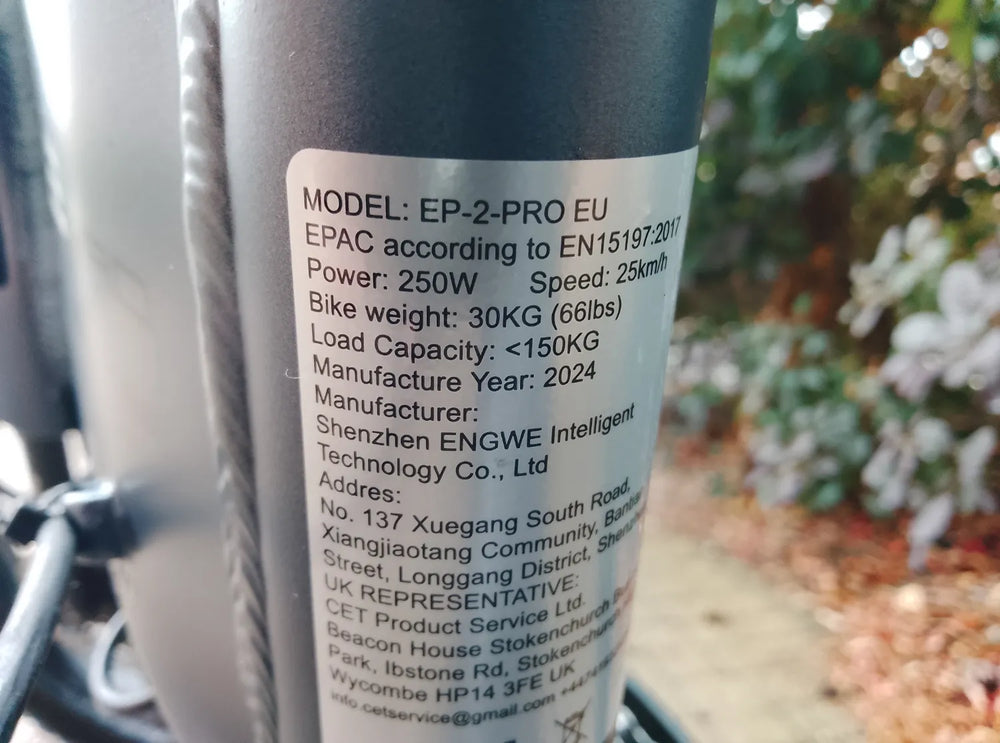 MODEL: EP-2-PRO EU
EPAC according to EN15197:2017
Power: 250W Speed: 25km/h
Bike weight: 30KG (66lbs)
Load Capacity: <150KG
Manufacture Year: 2024
Manufacturer:
Shenzhen ENGWE Intelligent
Technology Co., Ltd
Addres:
No. 137 Xuegang South Road,
Xiangjiaotang Community,
Street, Longgang District,
UK REPRESENTATIVE:
CET Product Service Ltd.
Beacon House Stokenchurch
Park, Ibstone Rd, Stokenchurch
Wycombe HP14 3FE UK
info.cetservice@gmail.com